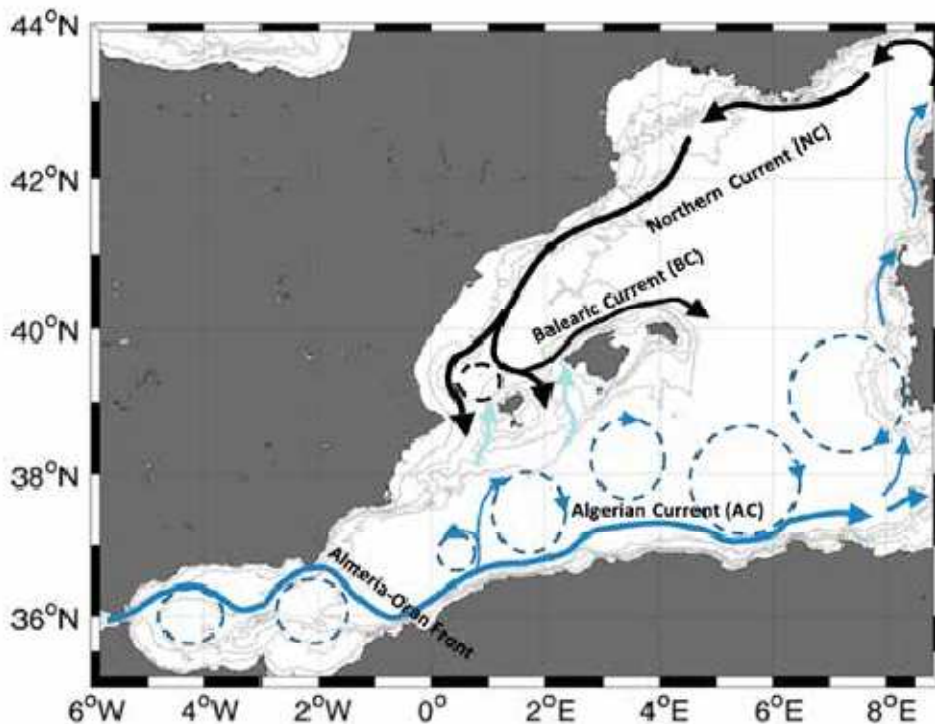 44°N
42°N
40°N
38°N
36°N
Northern Current (NC)
Balearic Current (BC)
Algerian Current (AC)
Almeria-Oran Front
6°W
4°W
2°W
0°
2°E
4°E
6°E
8°E